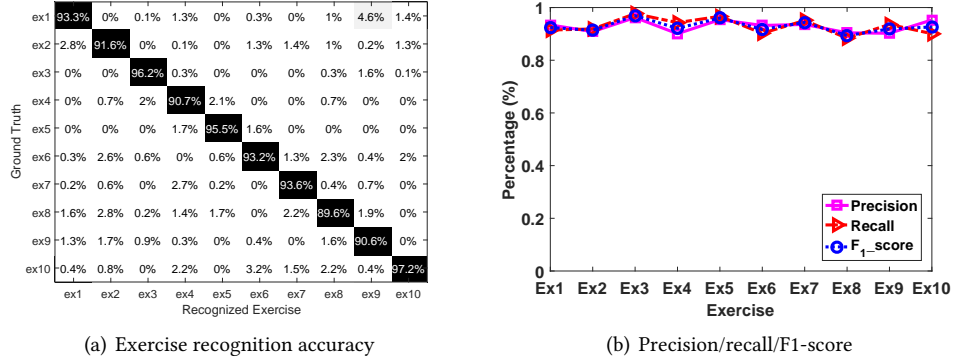 ex1 93.3% 0% 0.1% 1.3% 0% 0.3% 0% 1% 4.6% 1.4%
ex2 2.8% 91.6% 0% 0.1% 0% 1.3% 1.4% 1% 0.2% 1.3%
ex3 0% 0% 96.2% 0.3% 0% 0% 0% 0.3% 1.6% 0.1%
ex4 0% 0.7% 2% 90.7% 2.1% 0% 0% 0.7% 0% 0%
ex5 0% 0% 0% 1.7% 95.5% 1.6% 0% 0% 0% 0%
ex6 0.3% 2.6% 0.6% 0% 0.6% 93.2% 1.3% 2.3% 0.4% 2%
ex7 0.2% 0.6% 0% 2.7% 0.2% 0% 93.6% 0.4% 0.7% 0%
ex8 1.6% 2.8% 0.2% 1.4% 1.7% 0% 2.2% 89.6% 1.9% 0%
ex9 1.3% 1.7% 0.9% 0.3% 0% 0.4% 0% 1.6% 90.6% 0%
ex10 0.4% 0.8% 0% 2.2% 0% 3.2% 1.5% 2.2% 0.4% 97.2%
ex1 ex2 ex3 ex4 ex5 ex6 ex7 ex8 ex9 ex10
Ground Truth
Recognized Exercise
(a) Exercise recognition accuracy
1
0.8
0.6
0.4
0.2
0
Percentage (%)
Precision
Recall
F1_score
Ex1 Ex2 Ex3 Ex4 Ex5 Ex6 Ex7 Ex8 Ex9 Ex10
Exercise
(b) Precision/recall/F1-score